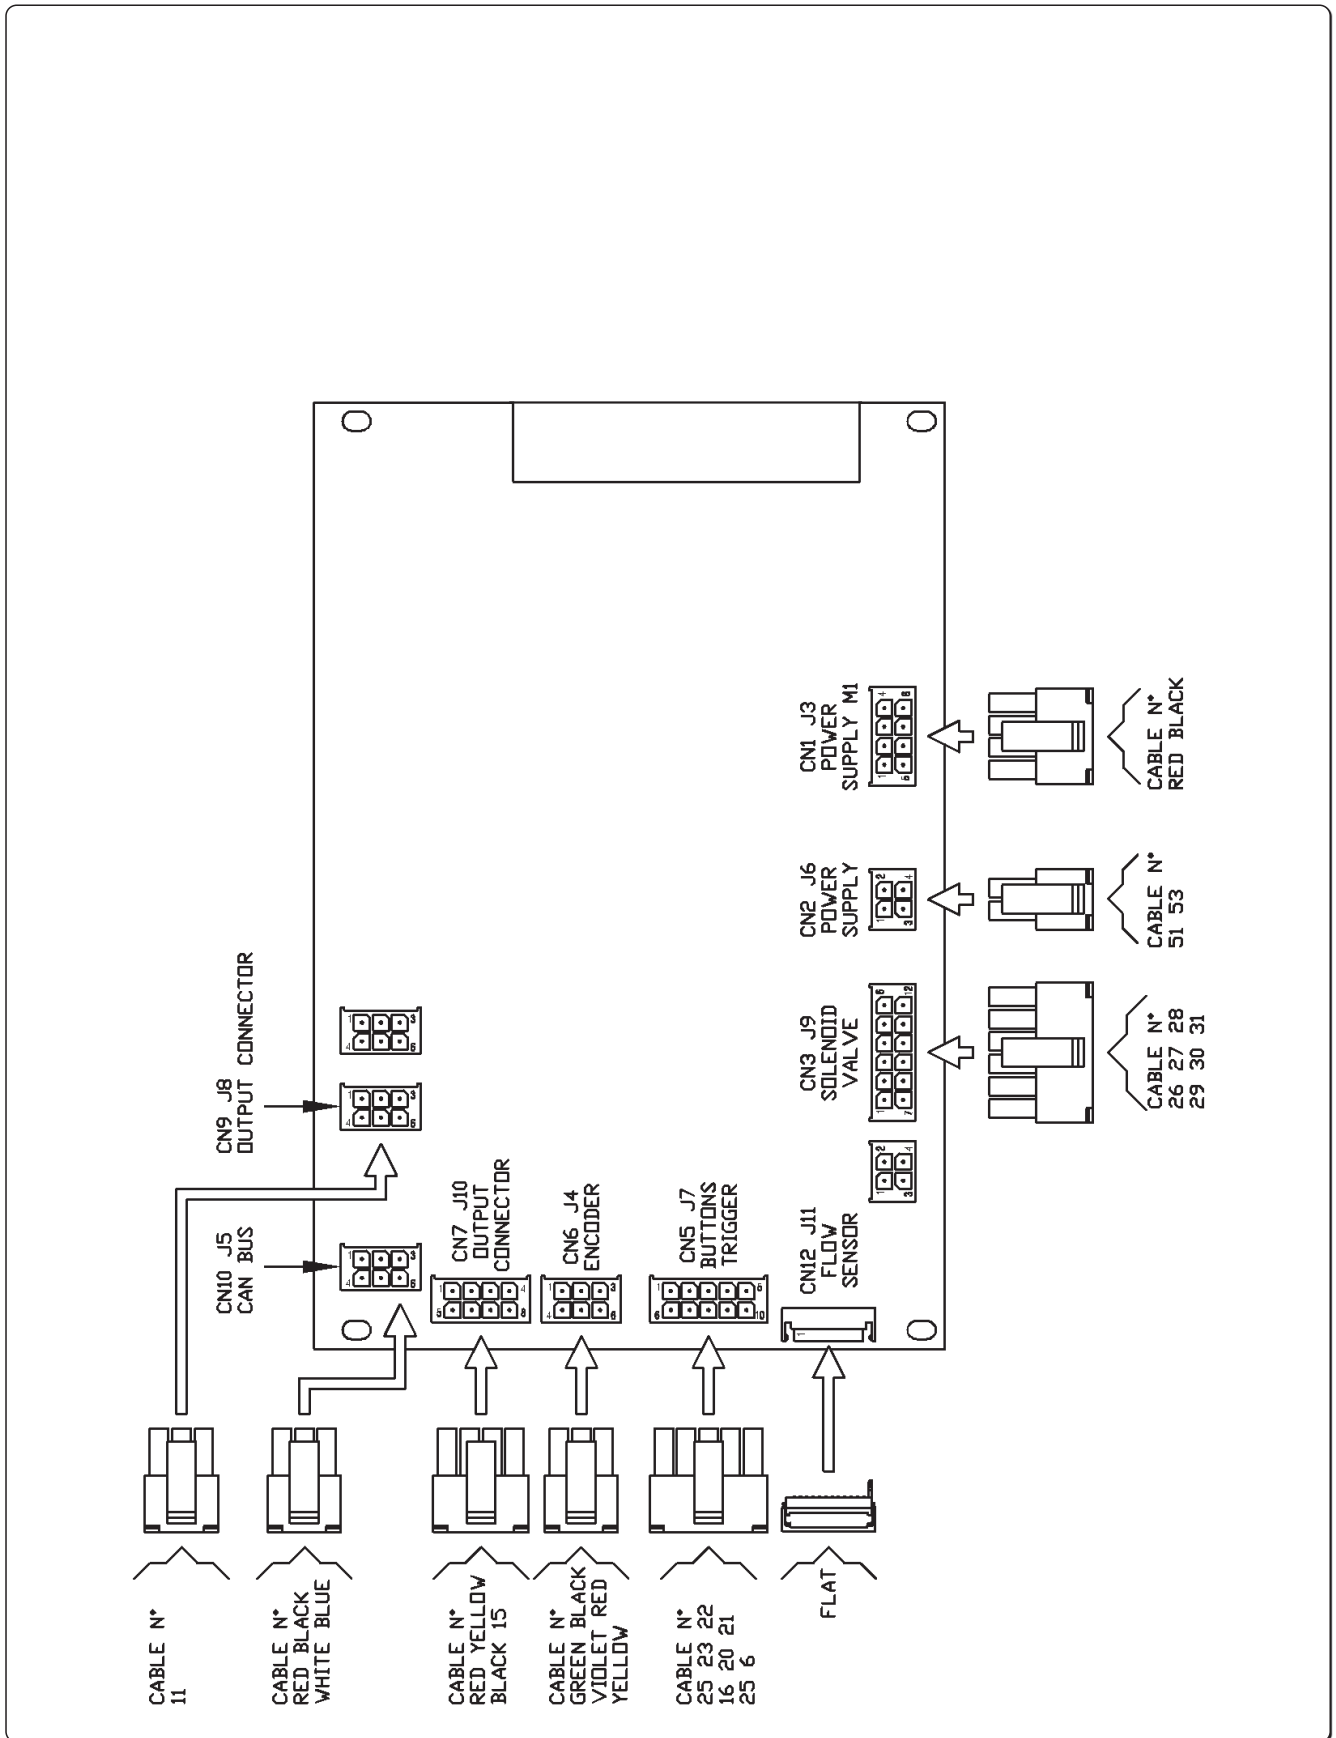 CN9 J8
OUTPUT CONNECTOR
CN10 J5
CAN BUS
CN7 J10
OUTPUT
CONNECTOR
CN6 J4
ENCODER
CN5 J7
BUTTONS
TRIGGER
CN12 J11
FLOW
SENSOR
CN3 J9
SOLENOID
VALVE
CN2 J6
POWER
SUPPLY
CN1 J3
POWER
SUPPLY M1
CABLE N°
11
CABLE N°
RED BLACK
WHITE BLUE
CABLE N°
RED YELLOW
BLACK 15
CABLE N°
GREEN BLACK
VIOLET RED
YELLOW
CABLE N°
25 23 22
16 20 21
25 6
FLAT
CABLE N°
26 27 28
29 30 31
CABLE N°
51 53
CABLE N°
RED BLACK